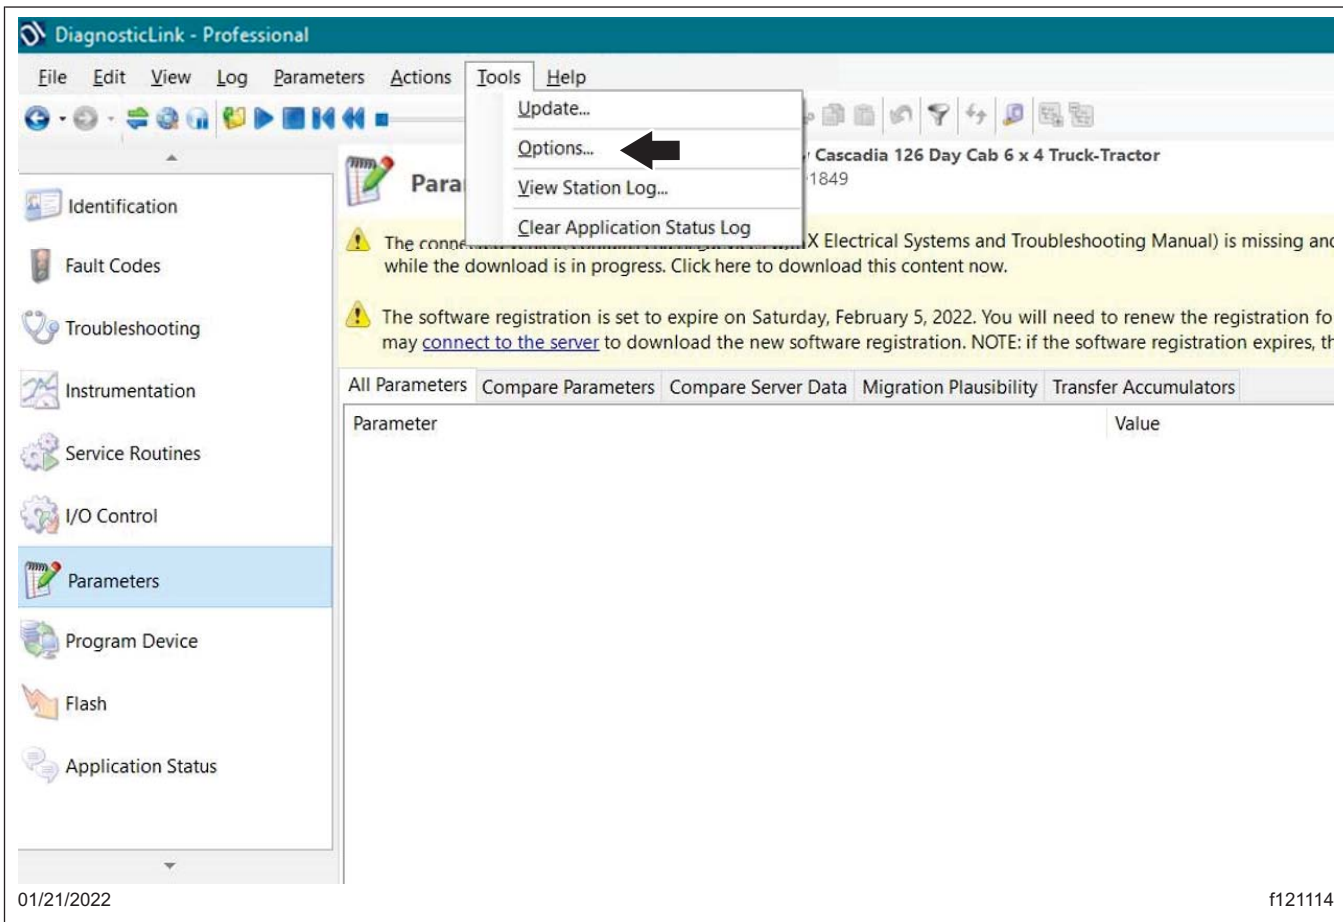 DiagnosticLink - Professional
File Edit View Log Parameters Actions Tools Help
Update...
Options...
View Station Log...
Clear Application Status Log
Cascadia 126 Day Cab 6 x 4 Truck-Tractor
1849
Para
Identification
Fault Codes
Troubleshooting
Instrumentation
Service Routines
I/O Control
Parameters
Program Device
Flash
Application Status
The conne X Electrical Systems and Troubleshooting Manual) is missing and
while the download is in progress. Click here to download this content now.
The software registration is set to expire on Saturday, February 5, 2022. You will need to renew the registration fo
may connect to the server to download the new software registration. NOTE: if the software registration expires, th
All Parameters Compare Parameters Compare Server Data Migration Plausibility Transfer Accumulators
Parameter Value
01/21/2022 f121114